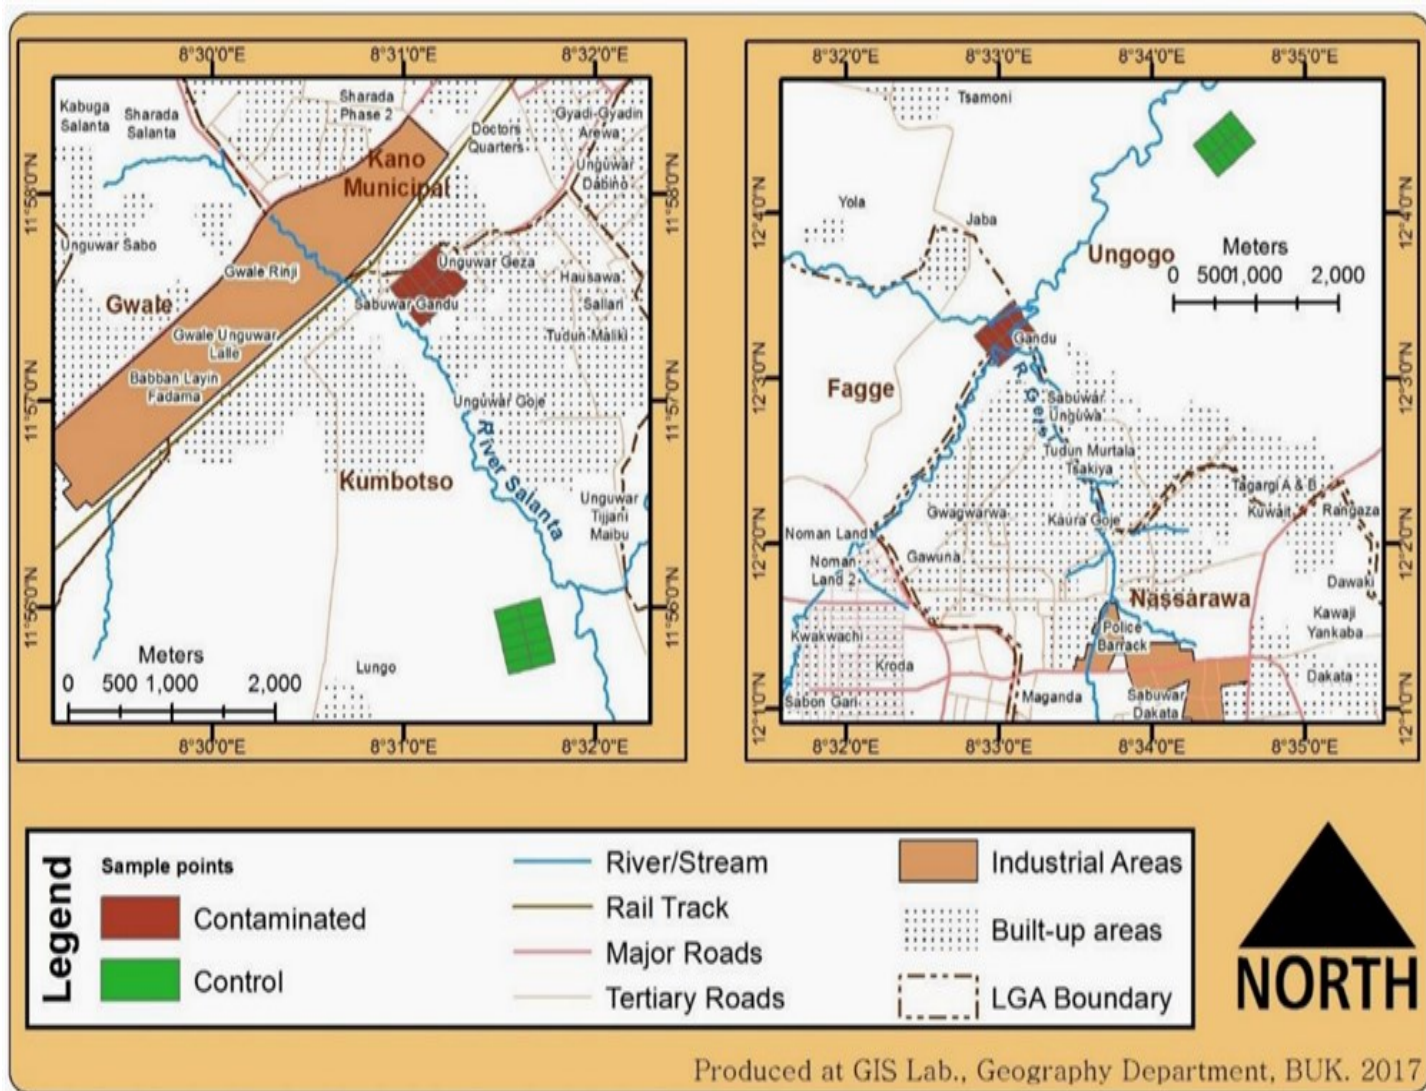 8°30'0"E 8°31'0"E 8°32'0"E
Kabuga
Salanta
Sharada
Salanta
Sharada
Phase 2
Doctors
Quarters
Gyadi-Gyadin
Arewa
Unguwar
Dabino
Kano
Municipal
Unguwar Sabo
Gwale Rinji
Unguwar Geza
Hausawa
Gwale
Sabuwar Gandu
Sallari
Gwale Unguwar
Lalle
Tudun Maliki
Babban Layin
Fadama
Unguwar Goje
Kumbotso
River Salanta
Unguwar
Tijjani
Maibu
Lungo
Meters
0 500 1,000 2,000
11°58'0"N
11°57'0"N
11°56'0"N
11°58'0"N
11°57'0"N
11°56'0"N
8°30'0"E 8°31'0"E 8°32'0"E
8°32'0"E 8°33'0"E 8°34'0"E 8°35'0"E
Tsamoni
Yola
Jaba
Ungogo
Meters
0 5001,000 2,000
Gandu
Fagge
R. Gerei
Sabuwar
Unguwa
Tudun Murtala
Tsakiya
Tagargi A & B
Kuwait
Rangaza
Gwagwarwa
Kaura Goje
Noman Land
Noman
Land 2
Gawuna
Dawaki
Nassarawa
Kawaji
Yankaba
Police
Barrack
Kwakwachi
Kroda
Dakata
Sabon Gari
Maganda
Sabuwar
Dakata
12°4'0"N
12°3'0"N
12°2'0"N
12°1'0"N
12°4'0"N
12°3'0"N
12°2'0"N
12°1'0"N
8°32'0"E 8°33'0"E 8°34'0"E 8°35'0"E
Legend
Sample points
Contaminated
Control
River/Stream
Rail Track
Major Roads
Tertiary Roads
Industrial Areas
Built-up areas
LGA Boundary
NORTH
Produced at GIS Lab., Geography Department, BUK. 2017